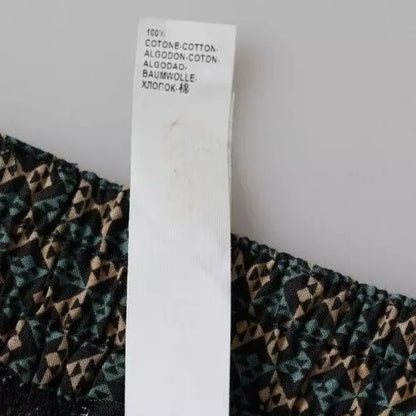 100%
COTONE-COTTON-
ALGODON-COTON-
ALGODAO-
BAUMWOLLE-
ХЛОПОК-棉